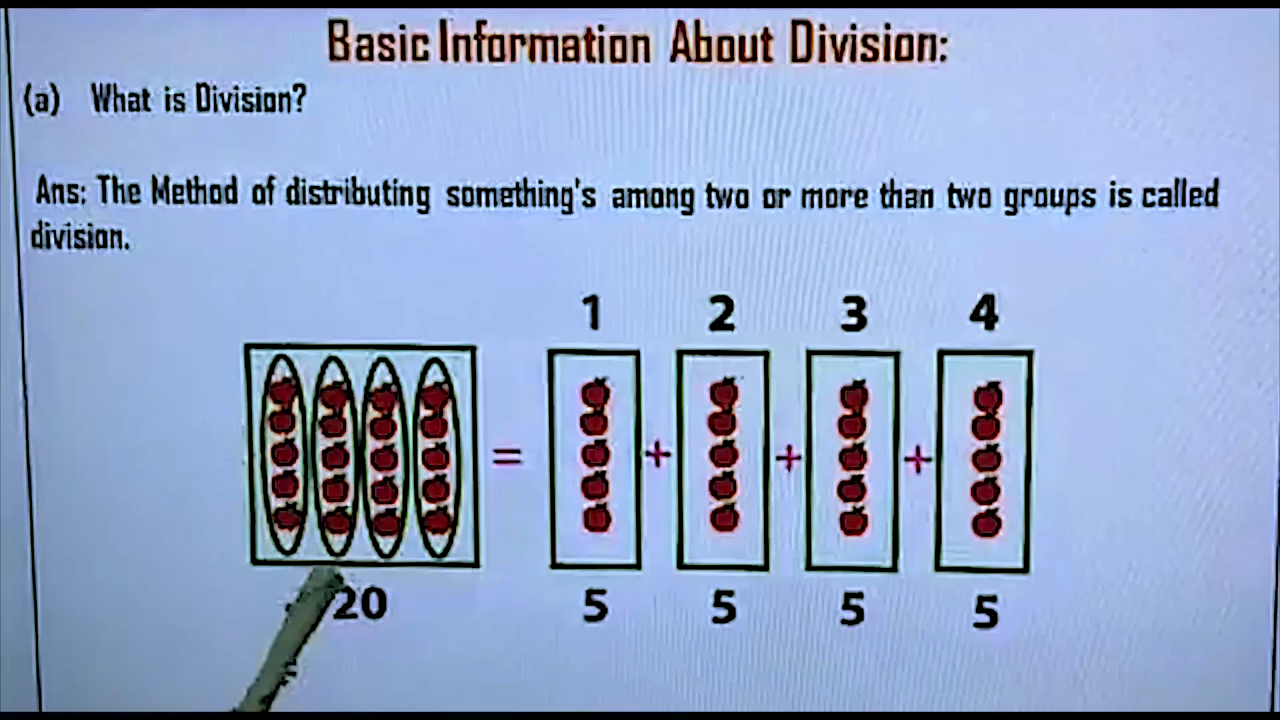 Basic Information About Division:
(a) What is Division?
Ans: The Method of distributing something's among two or more than two groups is called
division.
1 2 3 4
= + + +
20 5 5 5 5